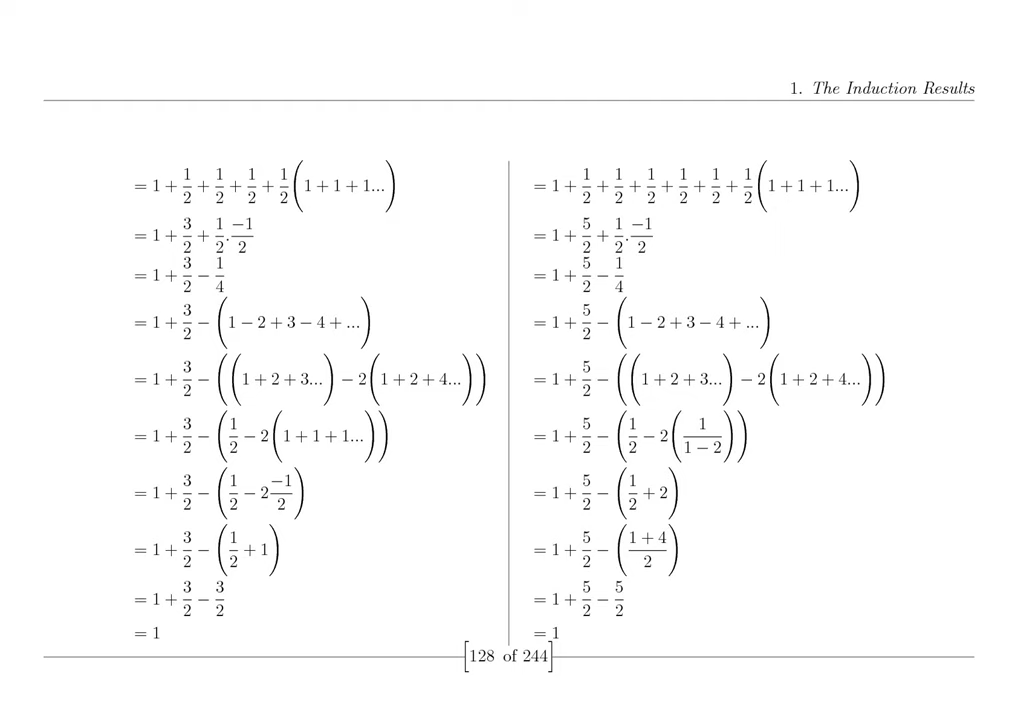 1. The Induction Results
= 1 + 1/2 + 1/2 + 1/2 + 1/2 (1 + 1 + 1...)
= 1 + 3/2 + 1/2 . −1/2
= 1 + 3/2 − 1/4
= 1 + 3/2 − (1 − 2 + 3 − 4 + ...)
= 1 + 3/2 − ((1 + 2 + 3...) − 2(1 + 2 + 4...))
= 1 + 3/2 − (1/2 − 2(1 + 1 + 1...))
= 1 + 3/2 − (1/2 − 2 −1/2)
= 1 + 3/2 − (1/2 + 1)
= 1 + 3/2 − 3/2
= 1
= 1 + 1/2 + 1/2 + 1/2 + 1/2 + 1/2 + 1/2 (1 + 1 + 1...)
= 1 + 5/2 + 1/2 . −1/2
= 1 + 5/2 − 1/4
= 1 + 5/2 − (1 − 2 + 3 − 4 + ...)
= 1 + 5/2 − ((1 + 2 + 3...) − 2(1 + 2 + 4...))
= 1 + 5/2 − (1/2 − 2(1/(1 − 2)))
= 1 + 5/2 − (1/2 + 2)
= 1 + 5/2 − ((1 + 4)/2)
= 1 + 5/2 − 5/2
= 1
[128 of 244]